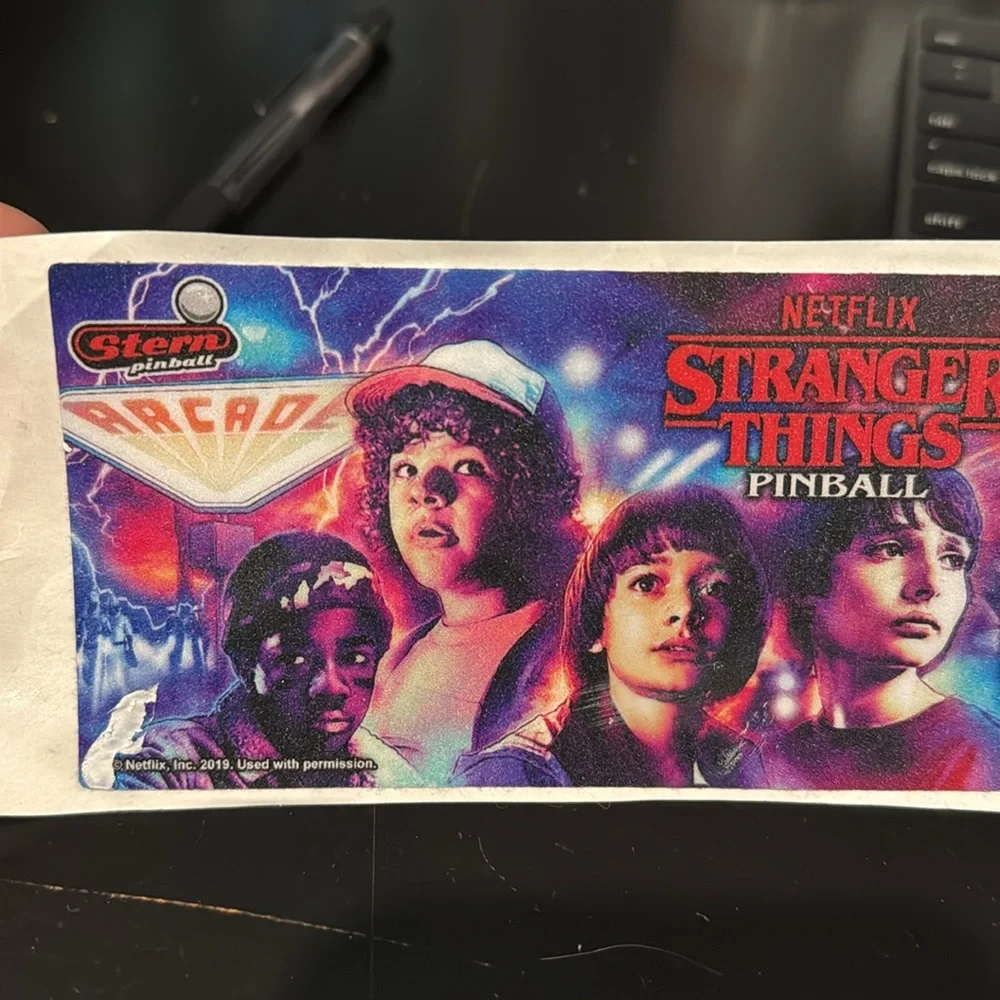 Stern
pinball
ARCADE
NETFLIX
STRANGER
THINGS
PINBALL
© Netflix, Inc. 2019. Used with permission.